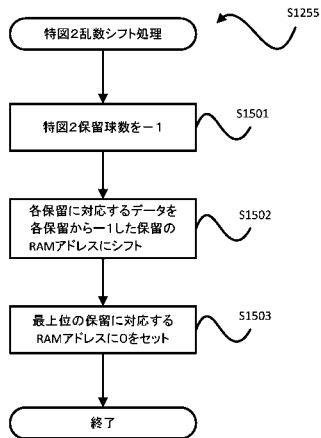 S1255
特図２乱数シフト処理
特図２保留球数を－１
S1501
各保留に対応するデータを
各保留から－１した保留の
RAMアドレスにシフト
S1502
最上位の保留に対応する
RAMアドレスに0をセット
S1503
終了